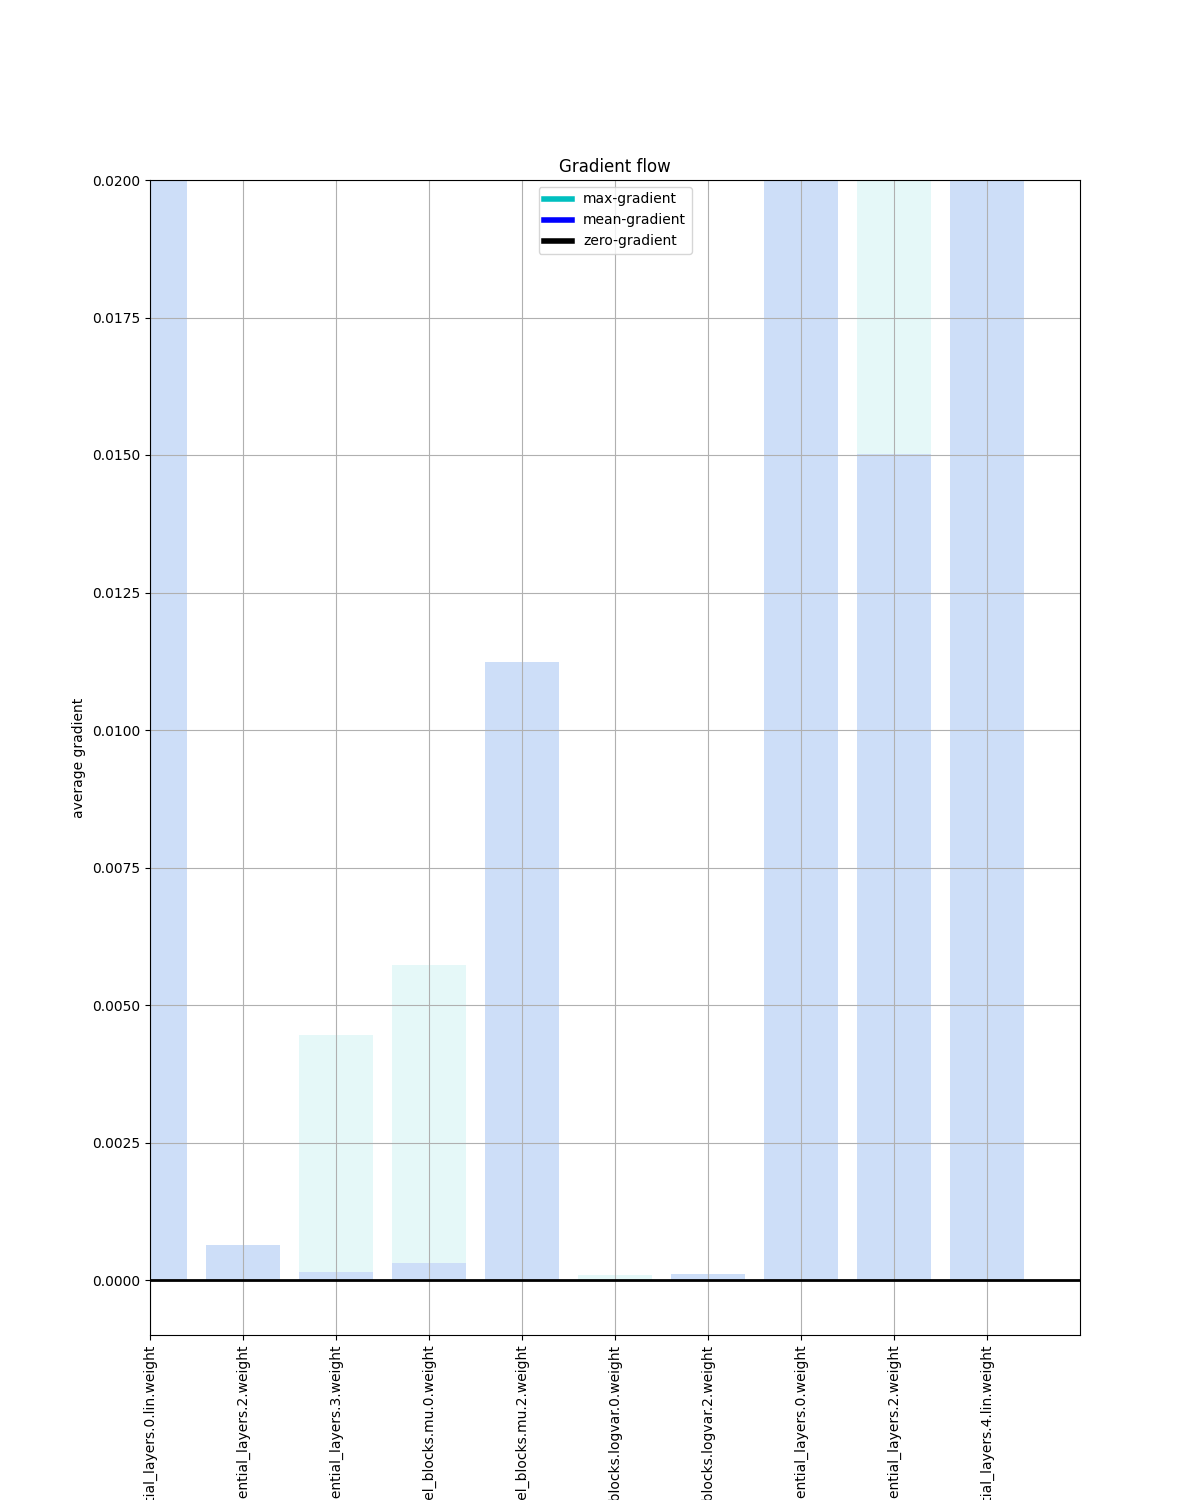 Gradient flow
max-gradient
mean-gradient
zero-gradient
average gradient
0.0200
0.0175
0.0150
0.0125
0.0100
0.0075
0.0050
0.0025
0.0000
tial_layers.0.lin.weight
ential_layers.2.weight
ential_layers.3.weight
el_blocks.mu.0.weight
el_blocks.mu.2.weight
blocks.logvar.0.weight
blocks.logvar.2.weight
ential_layers.0.weight
ential_layers.2.weight
tial_layers.4.lin.weight